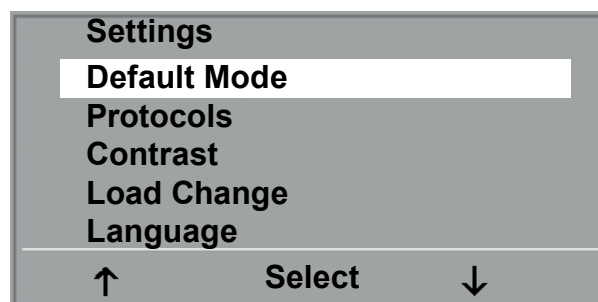 Settings
Default Mode
Protocols
Contrast
Load Change
Language
↑ Select ↓